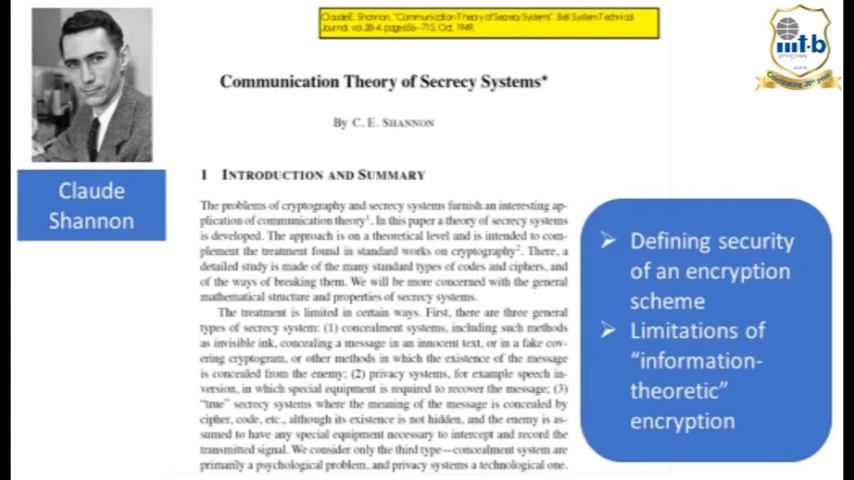 Claude E. Shannon, "Communication Theory of Secrecy Systems". Bell System Technical
Journal, vol.28-4, page 656--715, Oct. 1949.
iiit-b
Celebrating 20th year
Communication Theory of Secrecy Systems*
By C. E. SHANNON
1 INTRODUCTION AND SUMMARY
Claude
Shannon
The problems of cryptography and secrecy systems furnish an interesting ap-
plication of communication theory1. In this paper a theory of secrecy systems
is developed. The approach is on a theoretical level and is intended to com-
plement the treatment found in standard works on cryptography2. There, a
detailed study is made of the many standard types of codes and ciphers, and
of the ways of breaking them. We will be more concerned with the general
mathematical structure and properties of secrecy systems.
The treatment is limited in certain ways. First, there are three general
types of secrecy system: (1) concealment systems, including such methods
as invisible ink, concealing a message in an innocent text, or in a fake cov-
ering cryptogram, or other methods in which the existence of the message
is concealed from the enemy; (2) privacy systems, for example speech in-
version, in which special equipment is required to recover the message; (3)
"true" secrecy systems where the meaning of the message is concealed by
cipher, code, etc., although its existence is not hidden, and the enemy is as-
sumed to have any special equipment necessary to intercept and record the
transmitted signal. We consider only the third type—concealment system are
primarily a psychological problem, and privacy systems a technological one.
➢ Defining security
of an encryption
scheme
➢ Limitations of
"information-
theoretic"
encryption